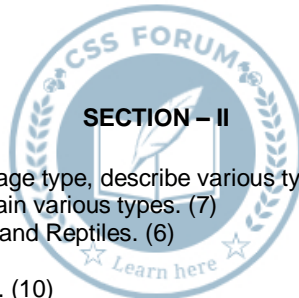 CSS FORUM
SECTION – II
age type, describe various ty
ain various types. (7)
and Reptiles. (6)
Learn here
. (10)